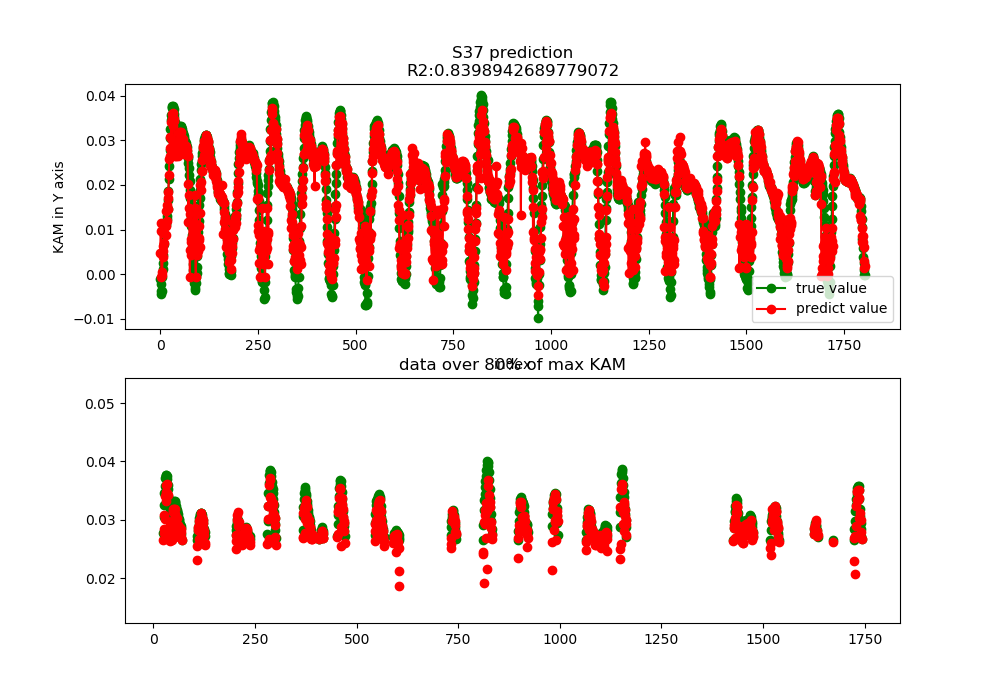 S37 prediction
R2:0.8398942689779072
KAM in Y axis
0.04
0.03
0.02
0.01
0.00
−0.01
0 250 500 750 1000 1250 1500 1750
true value
predict value
index
data over 80% of max KAM
0.05
0.04
0.03
0.02
0 250 500 750 1000 1250 1500 1750